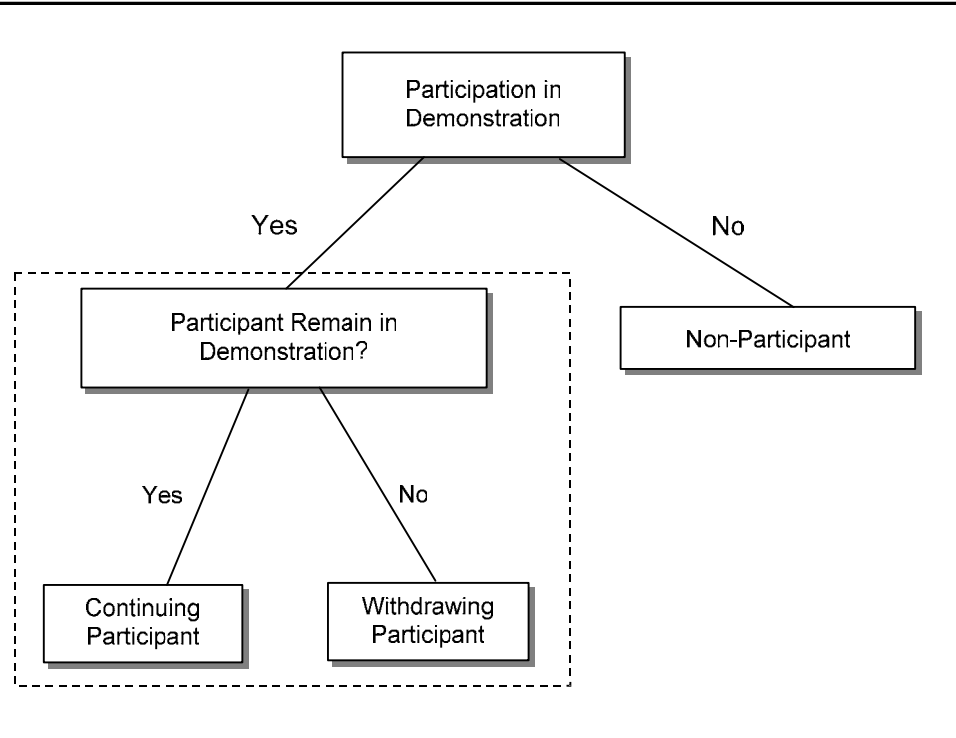 Participation in
Demonstration
Yes
No
Participant Remain in
Demonstration?
Non-Participant
Yes
No
Continuing
Participant
Withdrawing
Participant